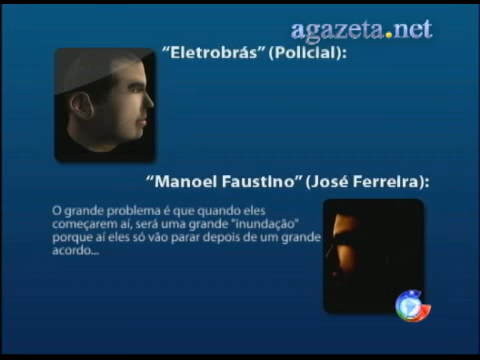 agazeta.net
“Eletrobrás” (Policial):
“Manoel Faustino” (José Ferreira):
O grande problema é que quando eles
começarem aí, será uma grande "inundação"
porque aí eles só vão parar depois de um grande
acordo...